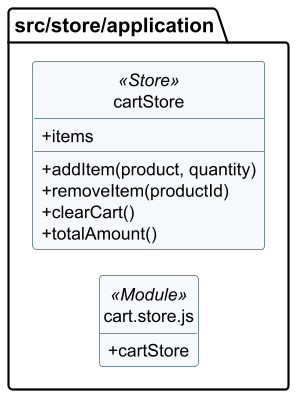 src/store/application
«Store»
cartStore
+items
+addItem(product, quantity)
+removeItem(productId)
+clearCart()
+totalAmount()
«Module»
cart.store.js
+cartStore